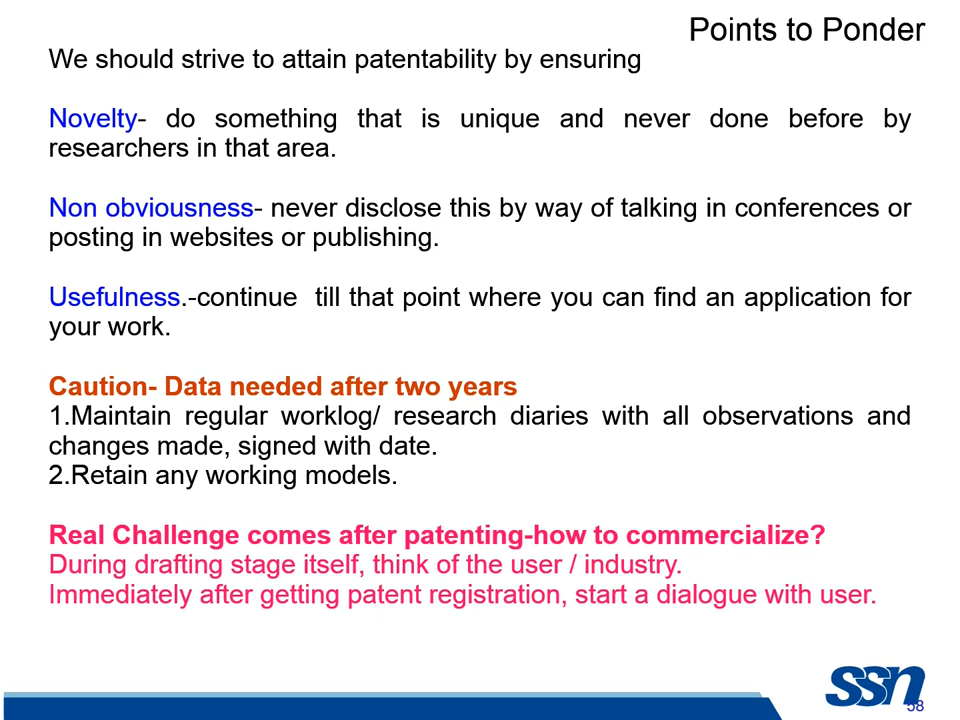 Points to Ponder
We should strive to attain patentability by ensuring
Novelty- do something that is unique and never done before by
researchers in that area.
Non obviousness- never disclose this by way of talking in conferences or
posting in websites or publishing.
Usefulness.-continue  till that point where you can find an application for
your work.
Caution- Data needed after two years
1.Maintain regular worklog/ research diaries with all observations and
changes made, signed with date.
2.Retain any working models.
Real Challenge comes after patenting-how to commercialize?
During drafting stage itself, think of the user / industry.
Immediately after getting patent registration, start a dialogue with user.
ssn
58